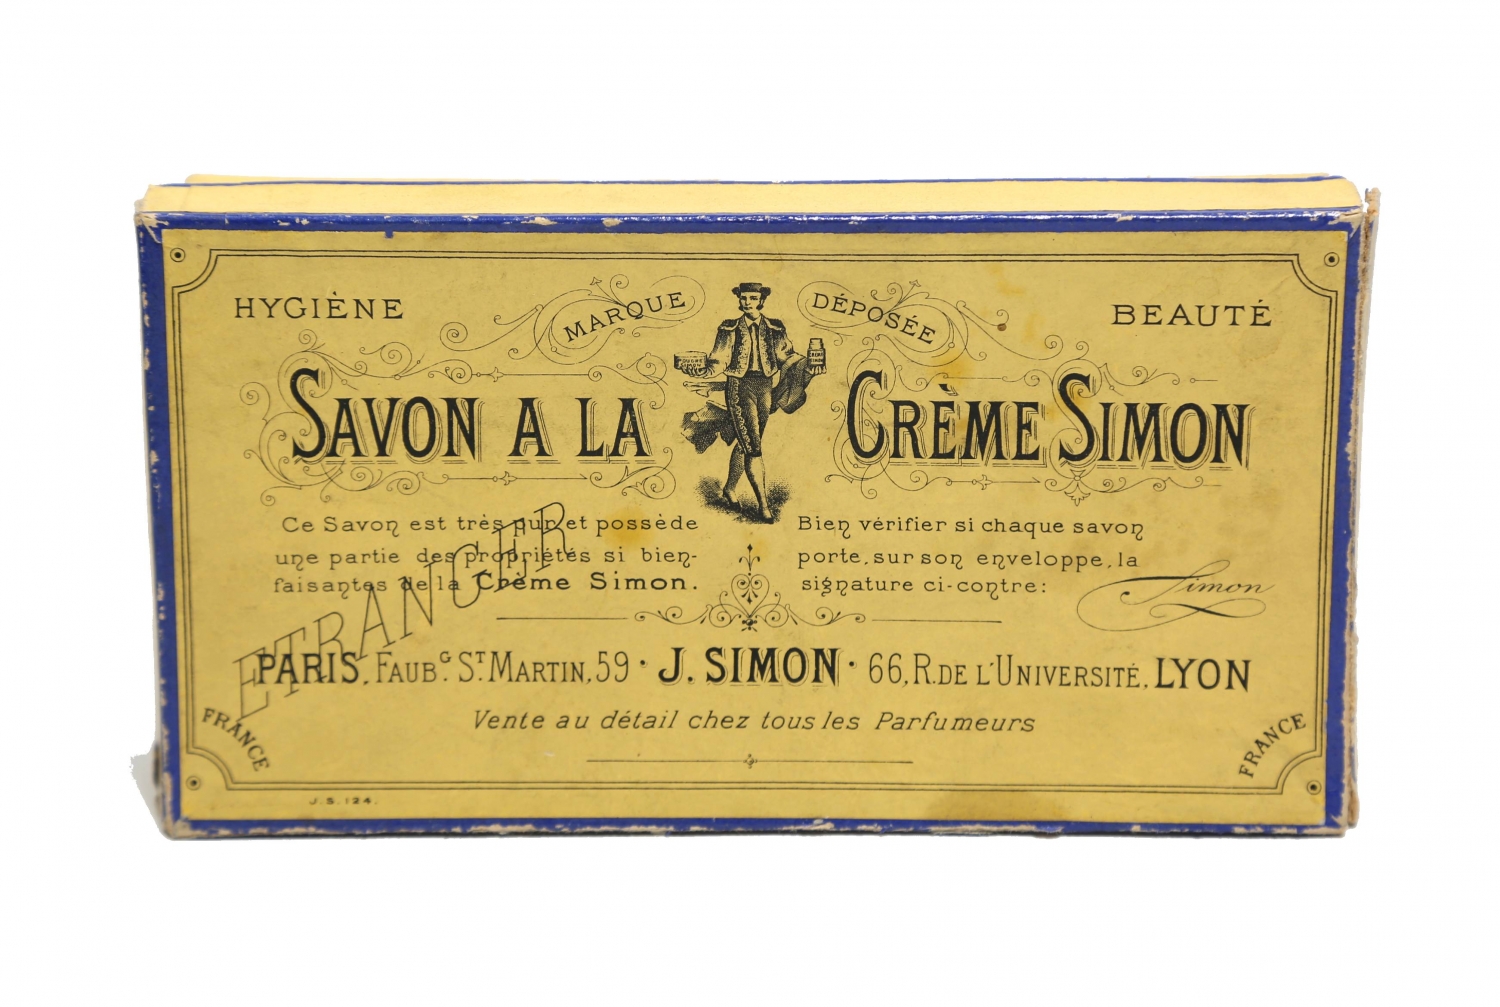 HYGIÈNE MARQUE DÉPOSÉE BEAUTÉ
SAVON A LA CRÈME SIMON
Ce Savon est très pur et possède
une partie des propriétés si bien-
faisantes de la Crème Simon.
Bien vérifier si chaque savon
porte, sur son enveloppe, la
signature ci-contre:
Simon
ETRANGER
PARIS, FAUBG. ST MARTIN, 59 · J. SIMON · 66, R. DE L'UNIVERSITÉ, LYON
Vente au détail chez tous les Parfumeurs
FRANCE FRANCE
J.S.124.